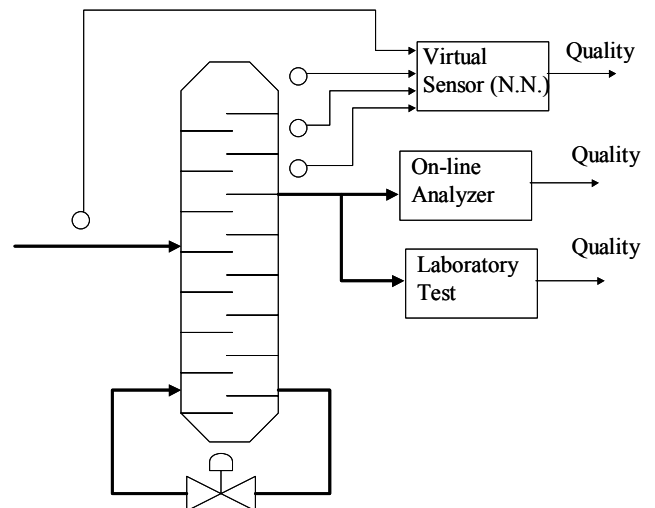 Virtual
Sensor (N.N.)
Quality
On-line
Analyzer
Quality
Laboratory
Test
Quality